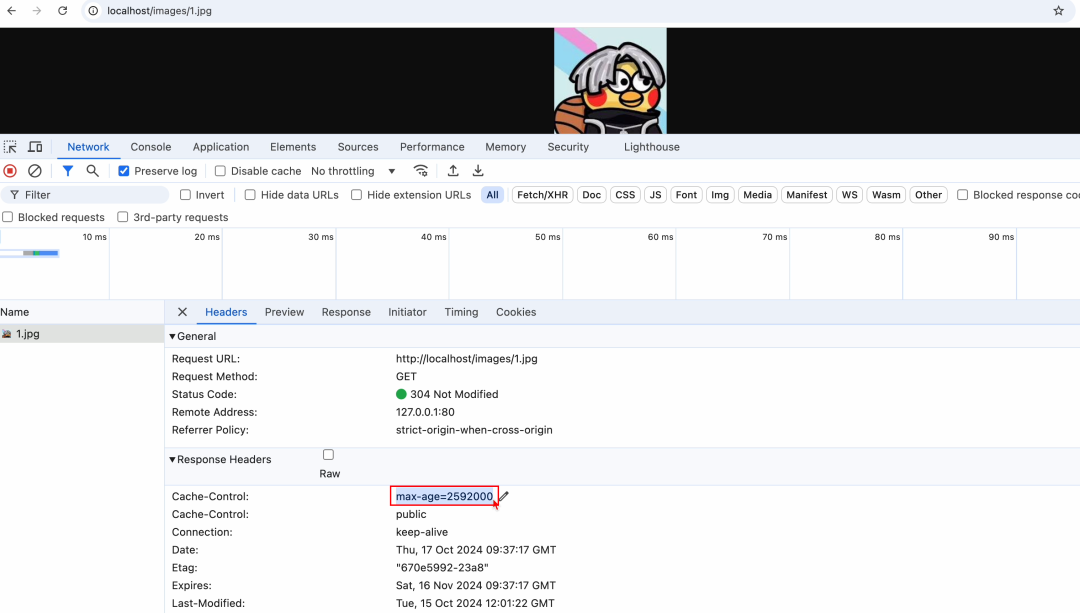 localhost/images/1.jpg
Network Console Application Elements Sources Performance Memory Security Lighthouse
Preserve log Disable cache No throttling
Filter Invert Hide data URLs Hide extension URLs All Fetch/XHR Doc CSS JS Font Img Media Manifest WS Wasm Other Blocked response coo
Blocked requests 3rd-party requests
10 ms 20 ms 30 ms 40 ms 50 ms 60 ms 70 ms 80 ms 90 ms
Name Headers Preview Response Initiator Timing Cookies
1.jpg
General
Request URL: http://localhost/images/1.jpg
Request Method: GET
Status Code: 304 Not Modified
Remote Address: 127.0.0.1:80
Referrer Policy: strict-origin-when-cross-origin
Response Headers
Raw
Cache-Control: max-age=2592000
Cache-Control: public
Connection: keep-alive
Date: Thu, 17 Oct 2024 09:37:17 GMT
Etag: "670e5992-23a8"
Expires: Sat, 16 Nov 2024 09:37:17 GMT
Last-Modified: Tue, 15 Oct 2024 12:01:22 GMT